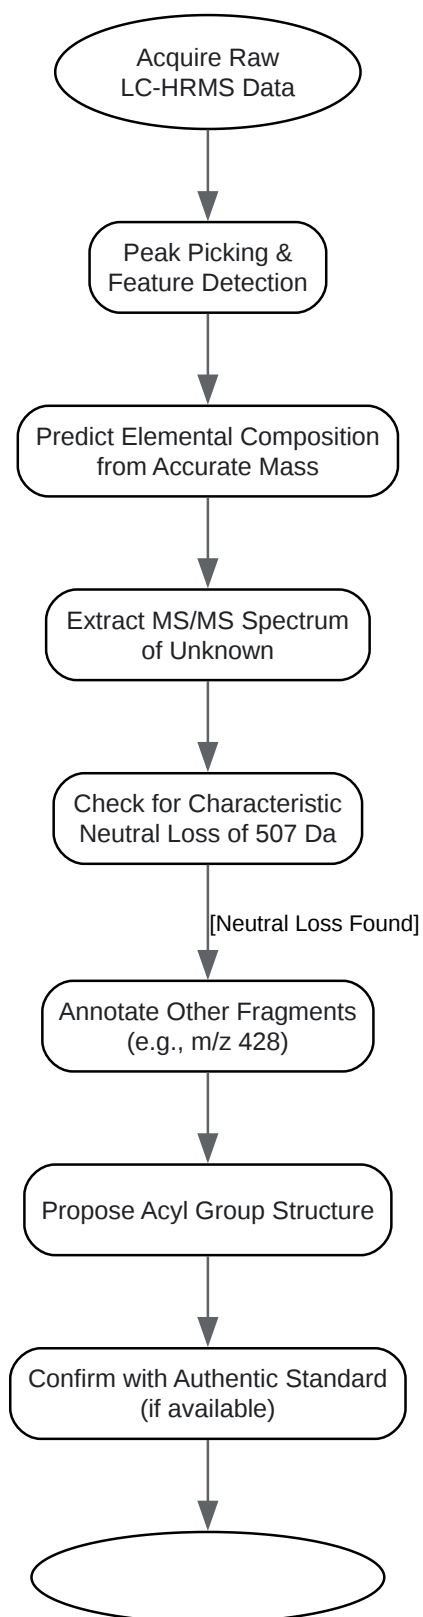 Acquire Raw
LC-HRMS Data
Peak Picking &
Feature Detection
Predict Elemental Composition
from Accurate Mass
Extract MS/MS Spectrum
of Unknown
Check for Characteristic
Neutral Loss of 507 Da
[Neutral Loss Found]
Annotate Other Fragments
(e.g., m/z 428)
Propose Acyl Group Structure
Confirm with Authentic Standard
(if available)